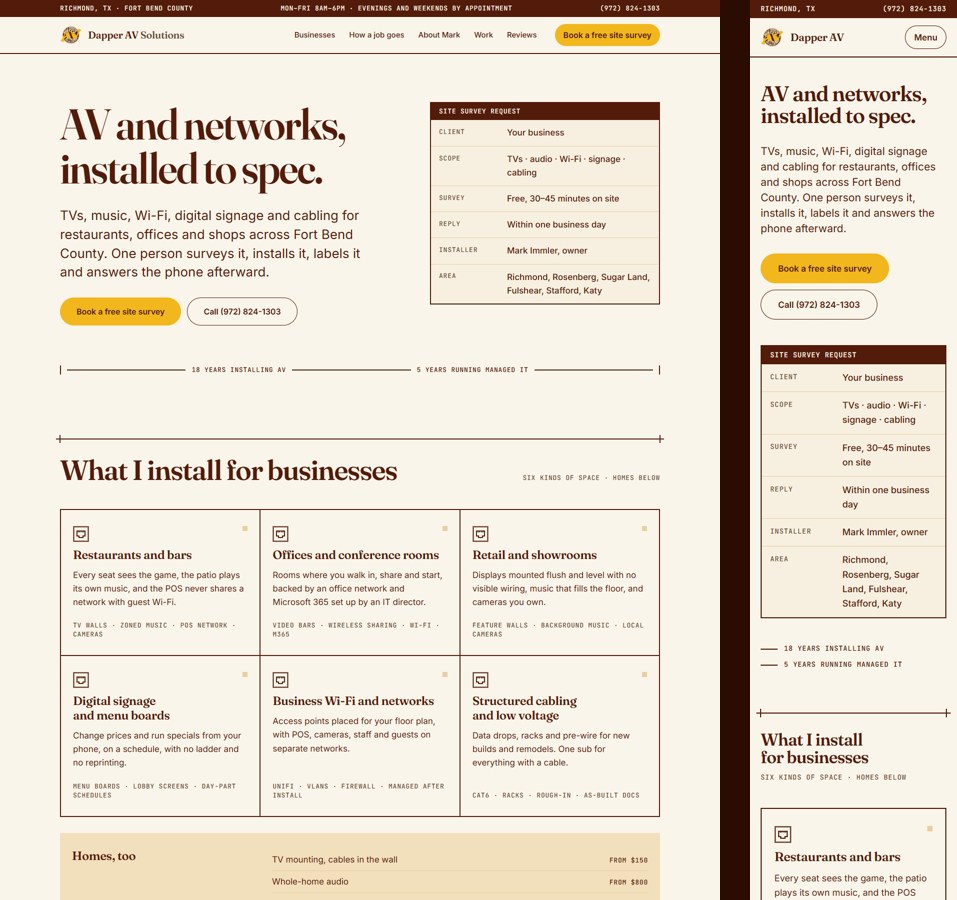 RICHMOND, TX · FORT BEND COUNTY
MON–FRI 8AM–6PM · EVENINGS AND WEEKENDS BY APPOINTMENT
(972) 824-1303
Dapper AV Solutions
Businesses
How a job goes
About Mark
Work
Reviews
Book a free site survey
AV and networks,
installed to spec.
TVs, music, Wi-Fi, digital signage and cabling for
restaurants, offices and shops across Fort Bend
County. One person surveys it, installs it, labels it
and answers the phone afterward.
Book a free site survey
Call (972) 824-1303
SITE SURVEY REQUEST
CLIENT Your business
SCOPE TVs · audio · Wi-Fi · signage ·
cabling
SURVEY Free, 30–45 minutes on site
REPLY Within one business day
INSTALLER Mark Immler, owner
AREA Richmond, Rosenberg, Sugar Land,
Fulshear, Stafford, Katy
18 YEARS INSTALLING AV
5 YEARS RUNNING MANAGED IT
What I install for businesses
SIX KINDS OF SPACE · HOMES BELOW
Restaurants and bars
Every seat sees the game, the patio plays
its own music, and the POS never shares a
network with guest Wi-Fi.
TV WALLS · ZONED MUSIC · POS NETWORK ·
CAMERAS
Offices and conference rooms
Rooms where you walk in, share and start,
backed by an office network and
Microsoft 365 set up by an IT director.
VIDEO BARS · WIRELESS SHARING · WI-FI ·
M365
Retail and showrooms
Displays mounted flush and level with no
visible wiring, music that fills the floor, and
cameras you own.
FEATURE WALLS · BACKGROUND MUSIC · LOCAL
CAMERAS
Digital signage
and menu boards
Change prices and run specials from your
phone, on a schedule, with no ladder and
no reprinting.
MENU BOARDS · LOBBY SCREENS · DAY-PART
SCHEDULES
Business Wi-Fi and networks
Access points placed for your floor plan,
with POS, cameras, staff and guests on
separate networks.
UNIFI · VLANS · FIREWALL · MANAGED AFTER
INSTALL
Structured cabling
and low voltage
Data drops, racks and pre-wire for new
builds and remodels. One sub for
everything with a cable.
CAT6 · RACKS · ROUGH-IN · AS-BUILT DOCS
Homes, too
TV mounting, cables in the wall FROM $150
Whole-home audio FROM $800
RICHMOND, TX
(972) 824-1303
Dapper AV
Menu
AV and networks,
installed to spec.
TVs, music, Wi-Fi, digital signage
and cabling for restaurants, offices
and shops across Fort Bend
County. One person surveys it,
installs it, labels it and answers the
phone afterward.
Book a free site survey
Call (972) 824-1303
SITE SURVEY REQUEST
CLIENT Your business
SCOPE TVs · audio · Wi-Fi ·
signage · cabling
SURVEY Free, 30–45 minutes
on site
REPLY Within one business
day
INSTALLER Mark Immler, owner
AREA Richmond,
Rosenberg, Sugar
Land, Fulshear,
Stafford, Katy
18 YEARS INSTALLING AV
5 YEARS RUNNING MANAGED IT
What I install
for businesses
SIX KINDS OF SPACE · HOMES BELOW
Restaurants and bars
Every seat sees the game, the patio
plays its own music, and the POS